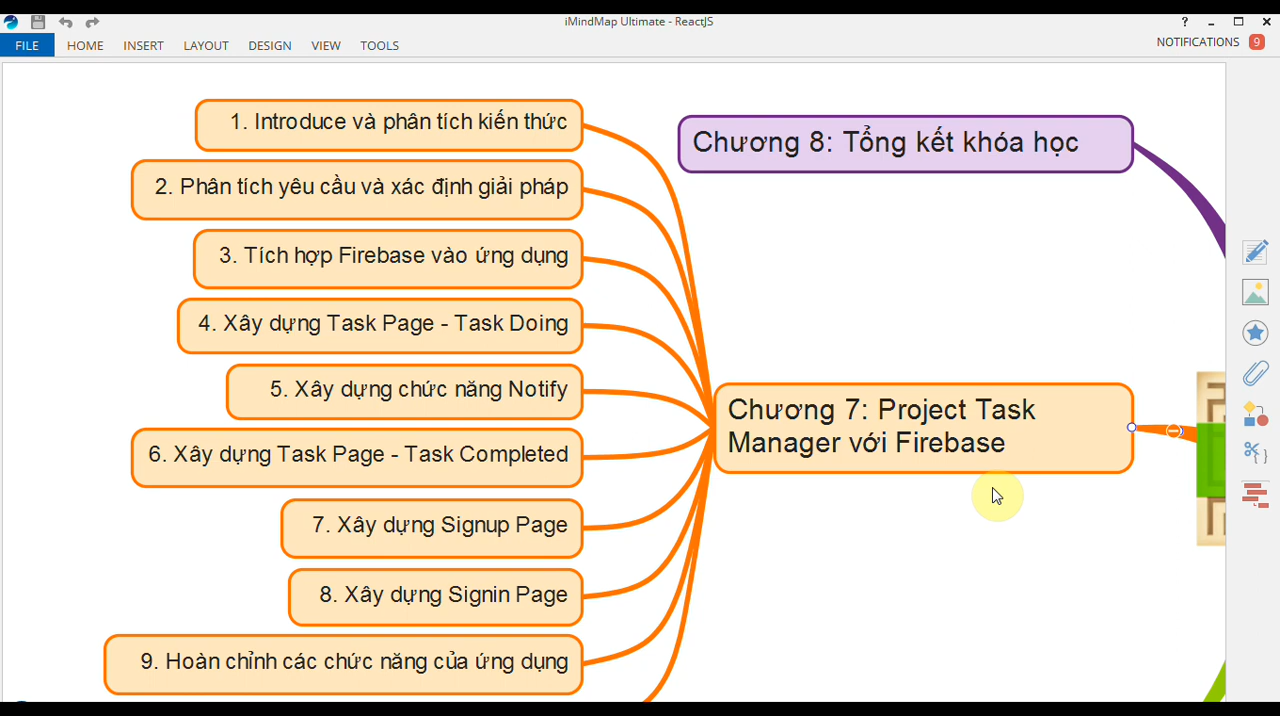 iMindMap Ultimate - ReactJS
?
FILE HOME INSERT LAYOUT DESIGN VIEW TOOLS
NOTIFICATIONS 9
1. Introduce và phân tích kiến thức
2. Phân tích yêu cầu và xác định giải pháp
3. Tích hợp Firebase vào ứng dụng
4. Xây dựng Task Page - Task Doing
5. Xây dựng chức năng Notify
6. Xây dựng Task Page - Task Completed
7. Xây dựng Signup Page
8. Xây dựng Signin Page
9. Hoàn chỉnh các chức năng của ứng dụng
Chương 8: Tổng kết khóa học
Chương 7: Project Task
Manager với Firebase